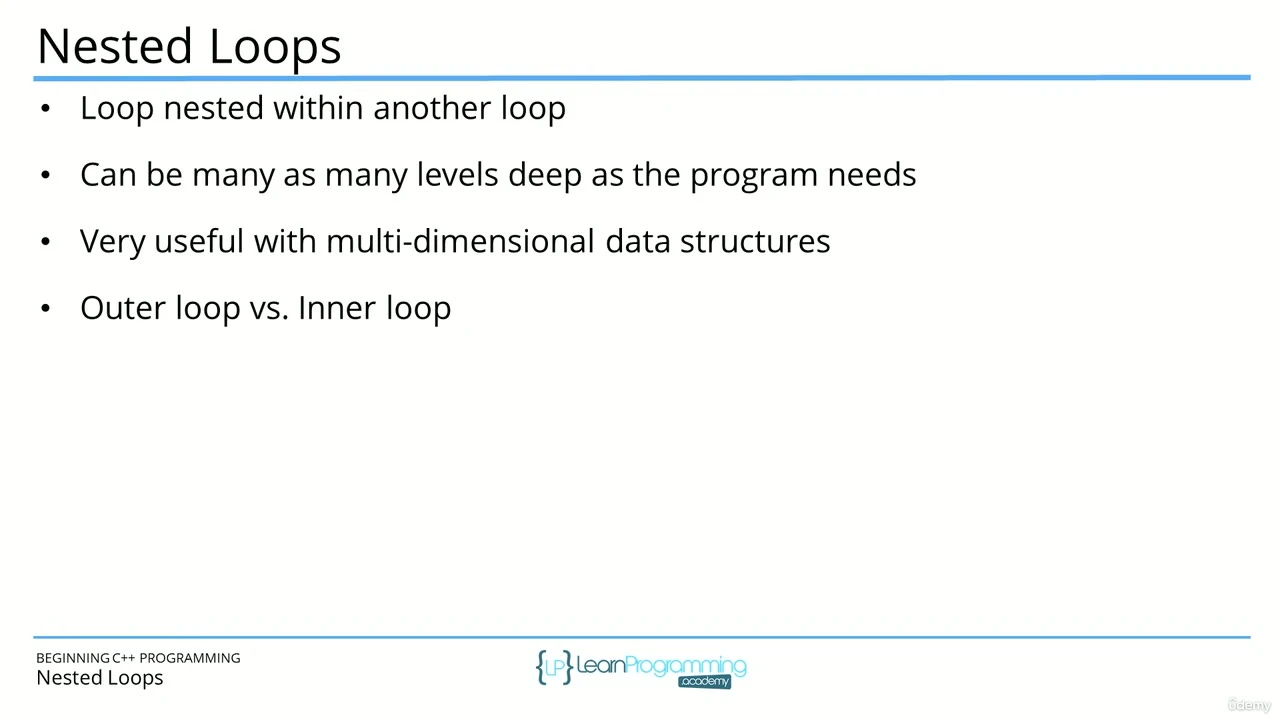 Nested Loops
• Loop nested within another loop
• Can be many as many levels deep as the program needs
• Very useful with multi-dimensional data structures
• Outer loop vs. Inner loop
BEGINNING C++ PROGRAMMING
Nested Loops
{LP} LearnProgramming
.academy
ûdemy